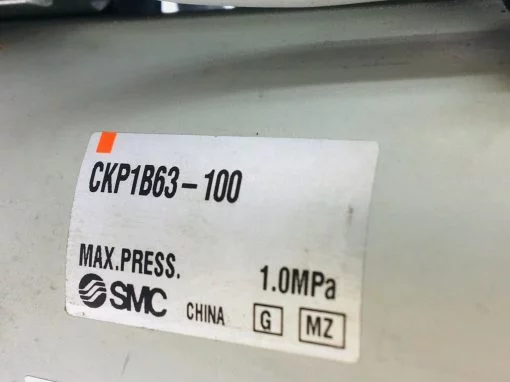 CKP1B63-100
MAX.PRESS. 1.0MPa
SMC CHINA G MZ